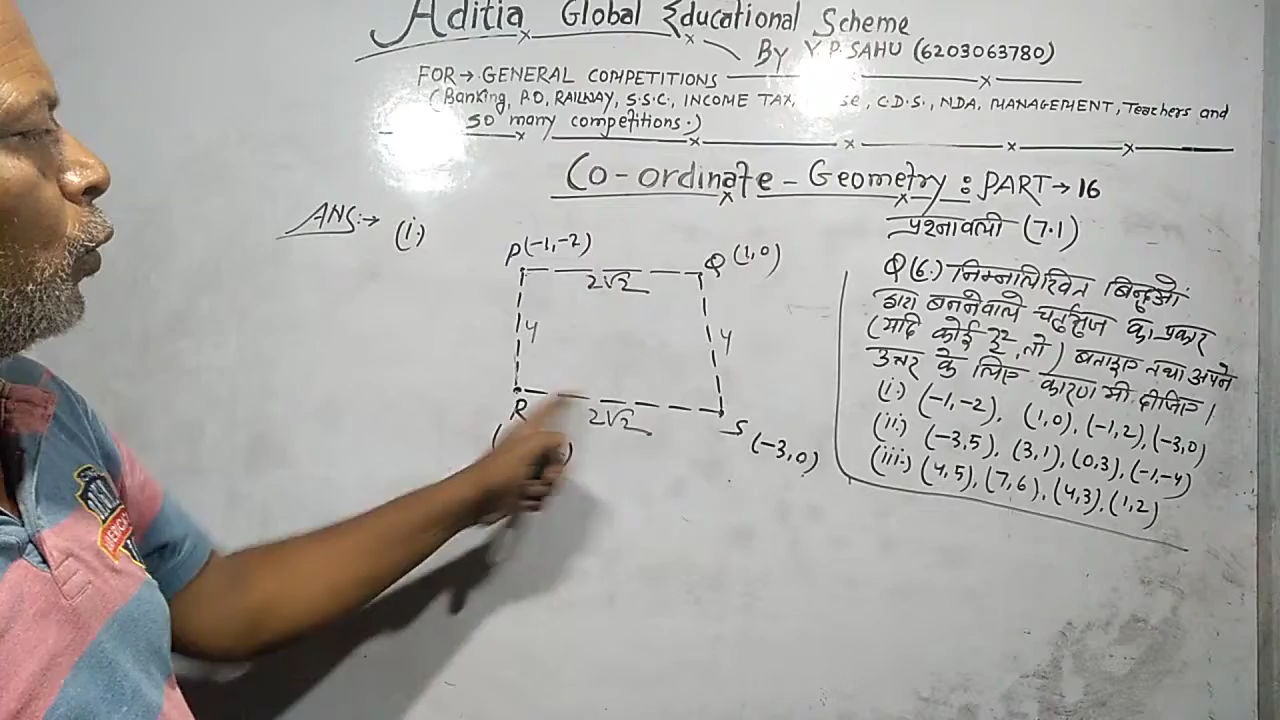 Aditia Global Educational Scheme
By Y. P. SAHU (6203063780)
FOR→ GENERAL COMPETITIONS
(Banking, P.O, RAILWAY, S.S.C., INCOME TAX, C.D.S., NDA, MANAGEMENT, Teachers and
so many competitions.)
Co-ordinate - Geometry : PART→ 16
प्रश्नावली (7.1)
ANS:→ (i.)
P(-1,-2)
Q (1,0)
2√2
4
4
R
2√2
S (-3,0)
Q(6.) निम्नलिखित बिन्दुओं
द्वारा बननेवाले चर्तुभुज का प्रकार
(यदि कोई है, तो) बताइए तथा अपने
उत्तर के लिए कारण भी दीजिए।
(i.) (-1,-2), (1,0), (-1,2), (-3,0)
(ii.) (-3,5), (3,1), (0,3), (-1,-4)
(iii.) (4,5), (7,6), (4,3), (1,2)